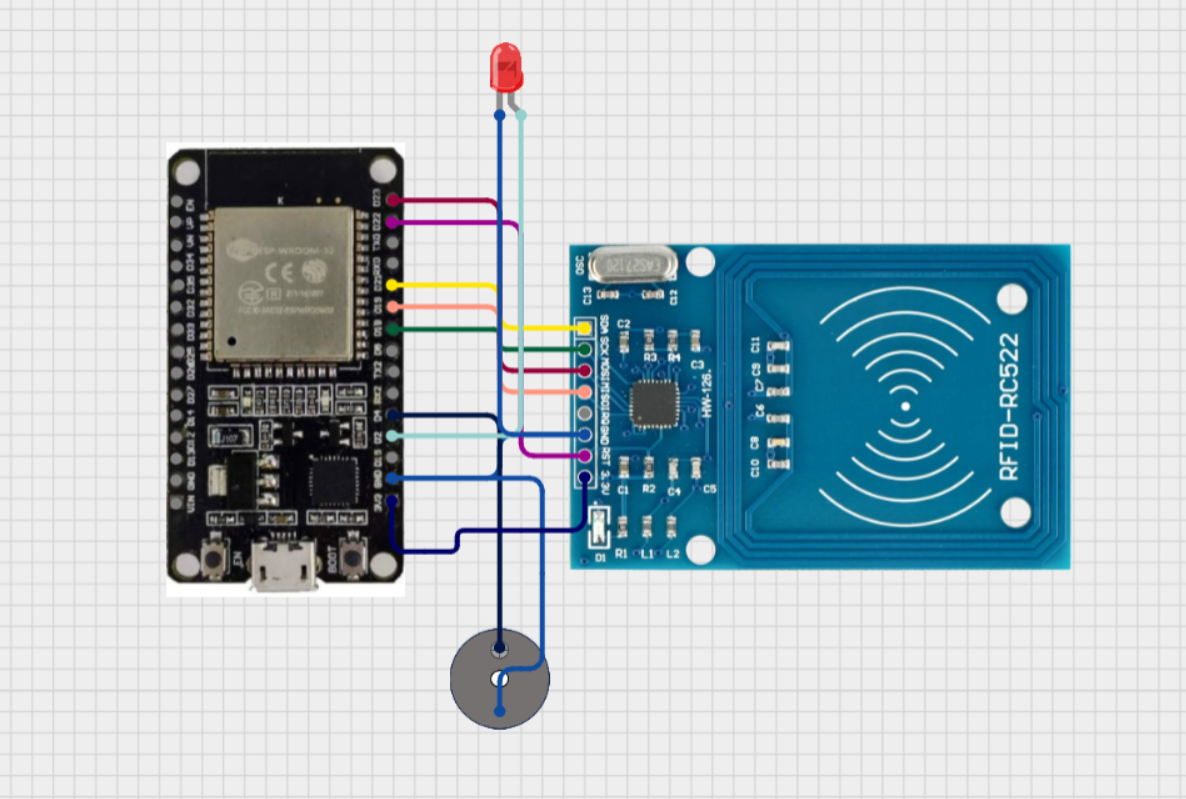 EN
VP
VN
D34
D35
D32
D33
D25
D26
D27
D14
D12
D13
GND
VIN
D23
D22
TX0
RX0
D21
D19
D18
D5
TX2
RX2
D4
D2
D15
GND
3V3
ESP-WROOM-32
CE
J107
EN
BOOT
OSC
C13
C12
C2
R3
R4
C3
SDA
SCK
MOSI
MISO
IRQ
GND
RST
3.3V
HW-126
C1
R2
C4
C5
D1
R1
L1
L2
C11
C9
C7
C6
C8
C10
RFID-RC522